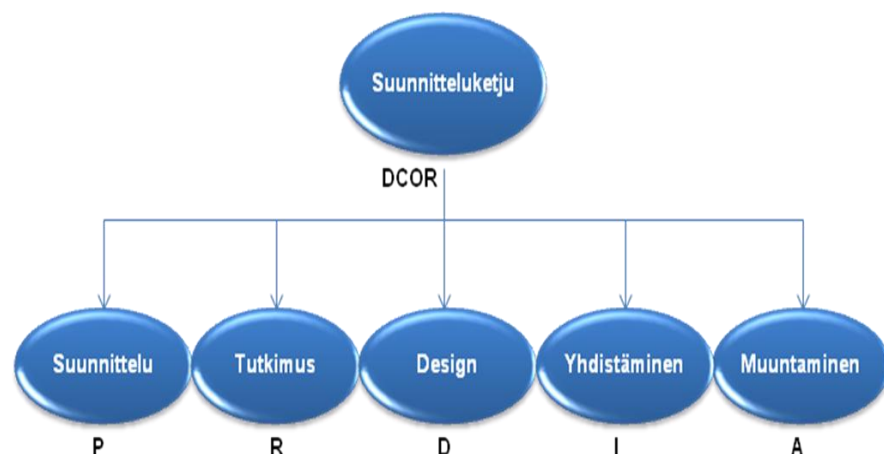 Suunnitteluketju
DCOR
Suunnittelu
Tutkimus
Design
Yhdistäminen
Muuntaminen
P
R
D
I
A